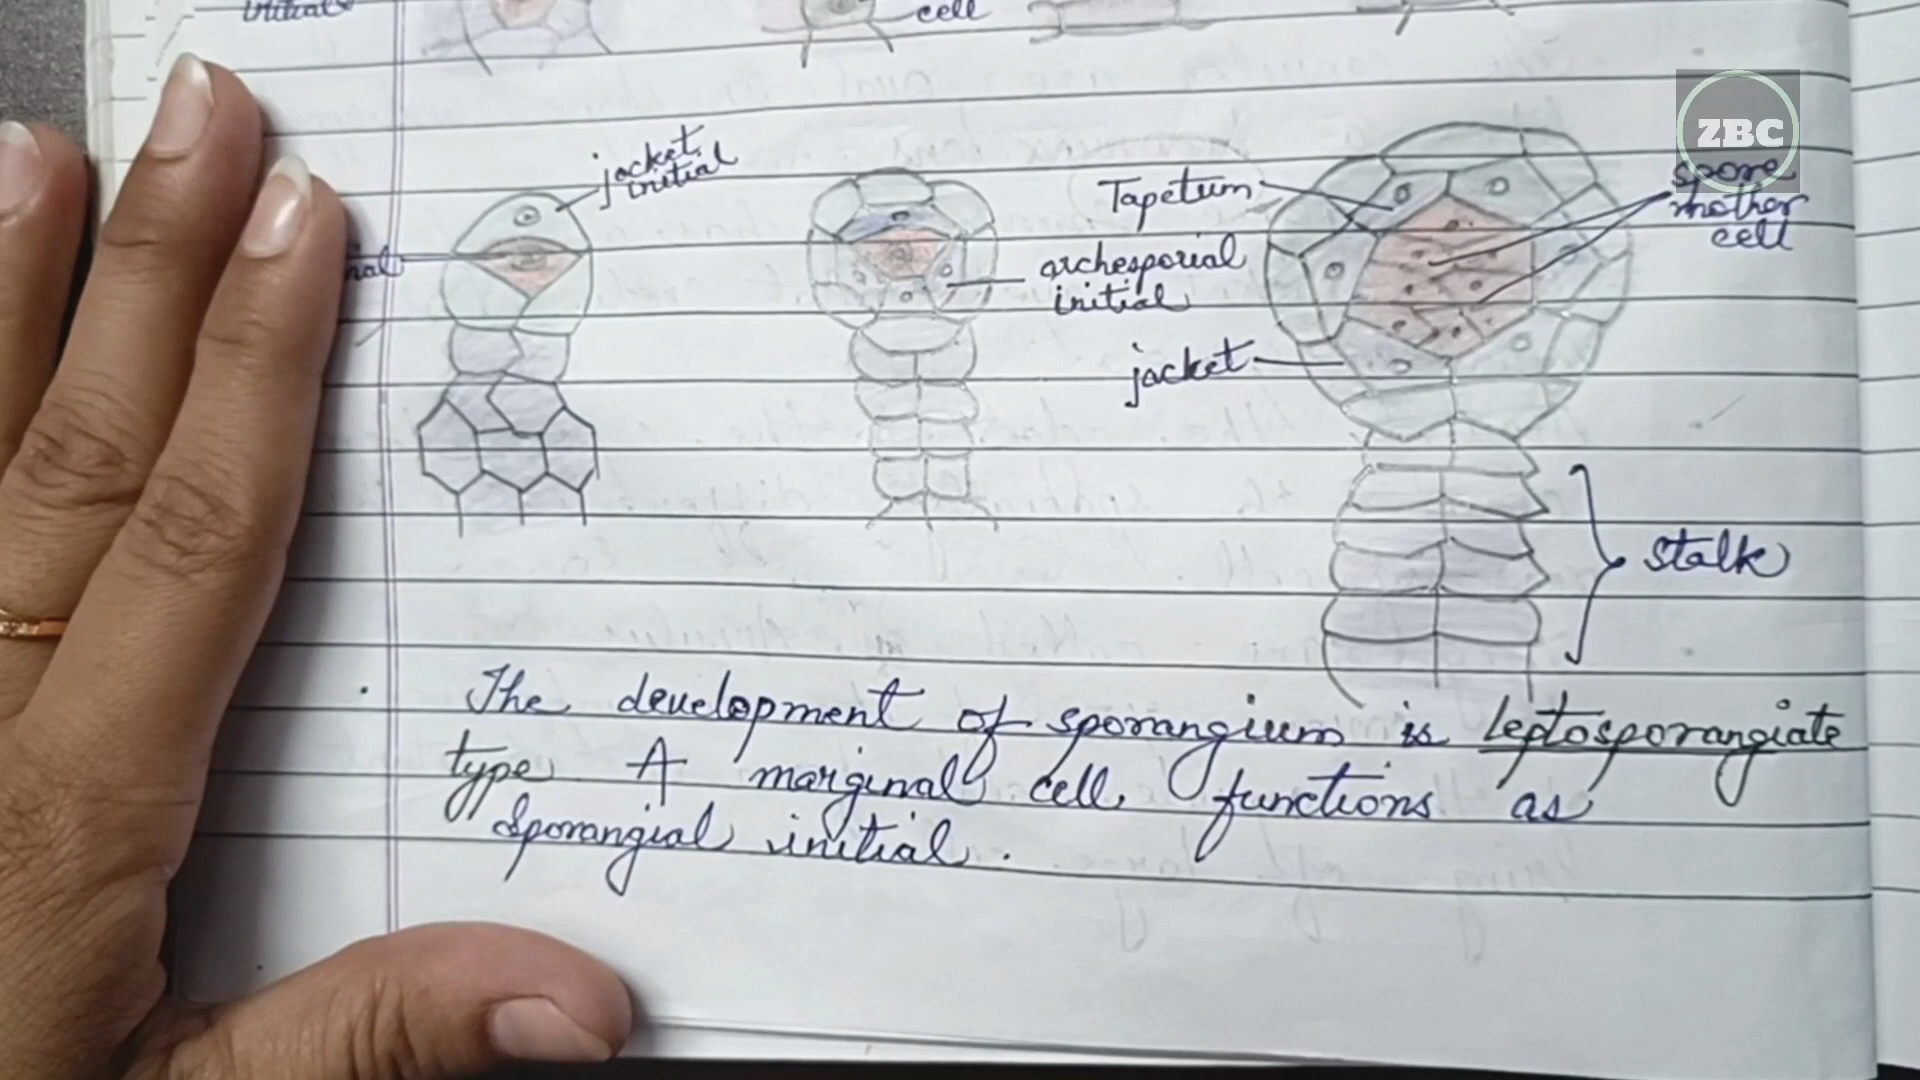 initial
cell
jacket
initial
ZBC
Tapetum
spore
mother
cell
archesporial
initial
jacket
stalk
The development of sporangium is leptosporangiate
type A marginal cell functions as
sporangial initial.